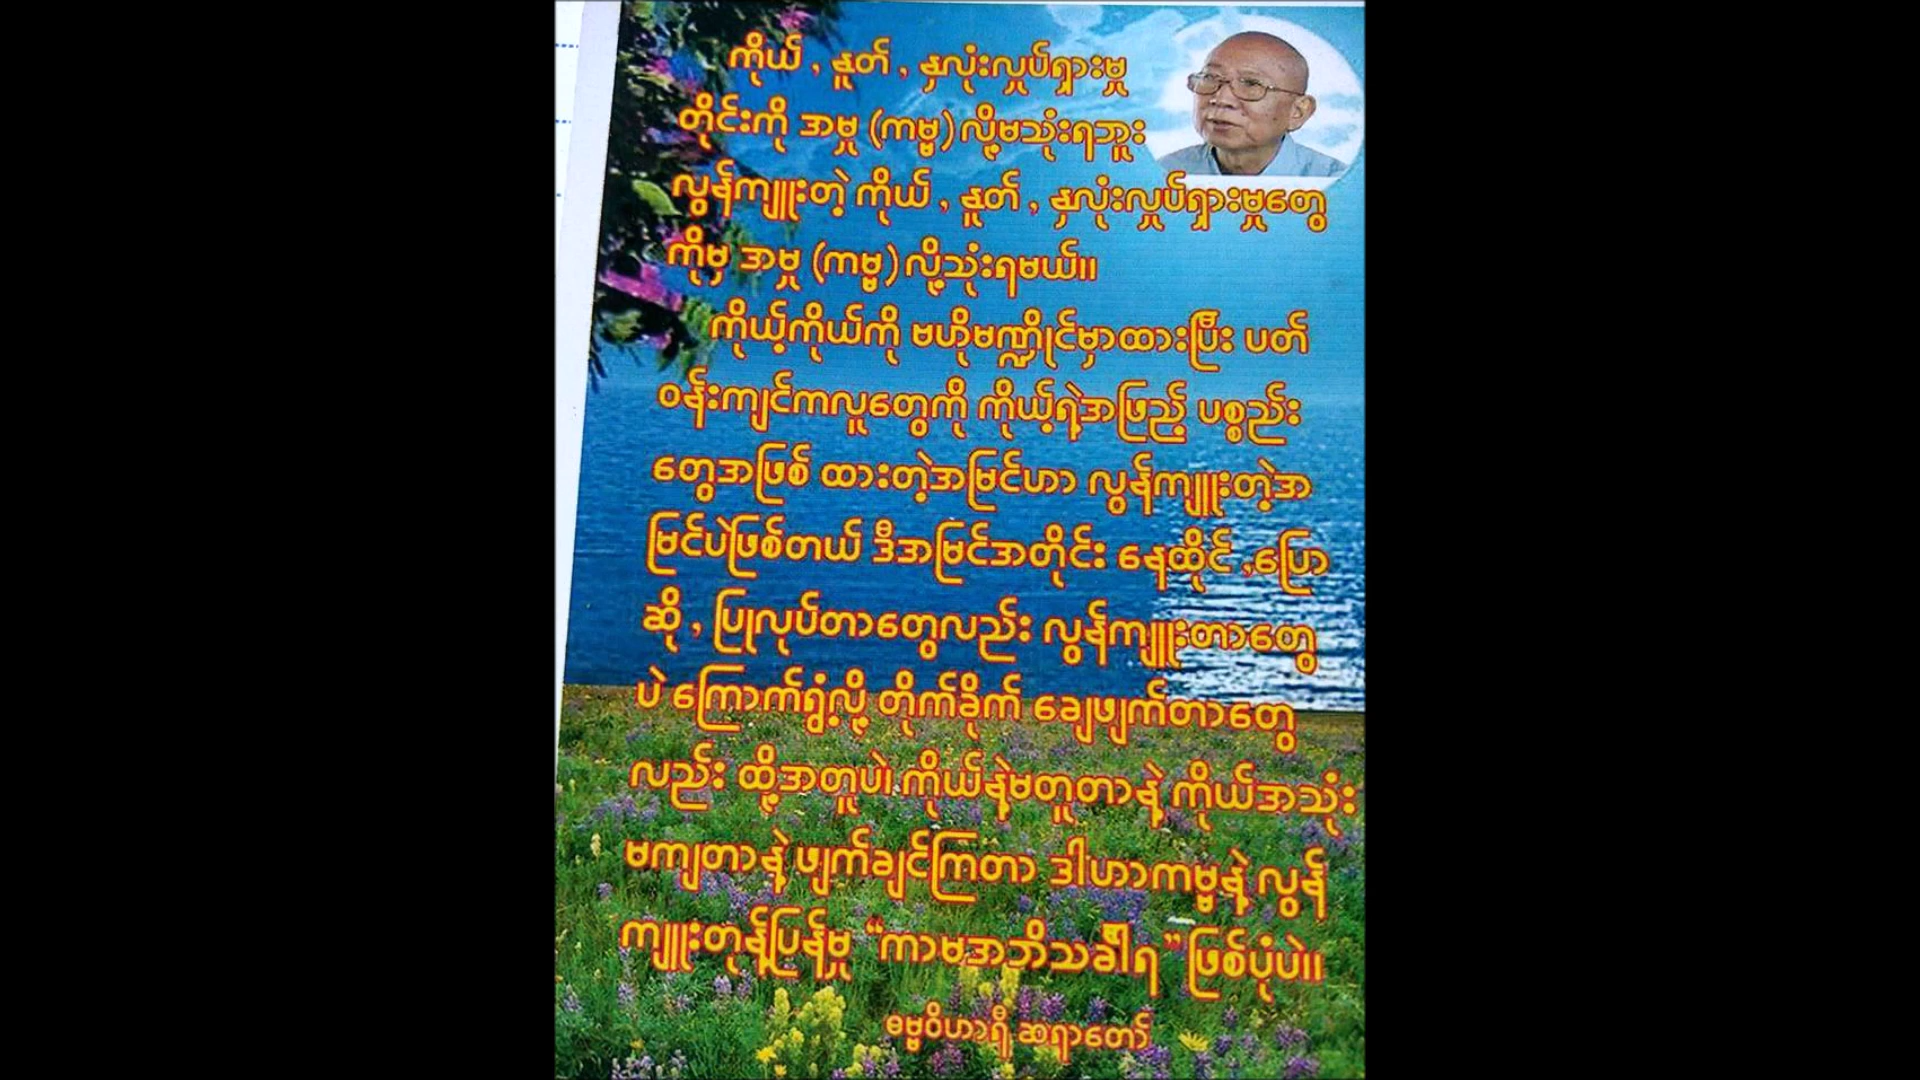 ကိုယ် , နှုတ် , နှလုံးလှုပ်ရှားမှု
တိုင်းကို အမှု (ကမ္မ) လို့မသုံးရဘူး
လွန်ကျူးတဲ့ ကိုယ် , နှုတ် , နှလုံးလှုပ်ရှားမှုတွေ
ကိုမှ အမှု (ကမ္မ) လို့သုံးရမယ်။
ကိုယ့်ကိုယ်ကို ဗဟိုမဏ္ဍိုင်မှာထားပြီး ပတ်
ဝန်းကျင်ကလူတွေကို ကိုယ့်ရဲ့အဖြည့် ပစ္စည်း
တွေအဖြစ် ထားတဲ့အမြင်ဟာ လွန်ကျူးတဲ့အ
မြင်ပဲဖြစ်တယ် ဒီအမြင်အတိုင်း နေထိုင် ,ပြော
ဆို , ပြုလုပ်တာတွေလည်း လွန်ကျူးတာတွေ
ပဲ ကြောက်ရွံ့လို့ တိုက်ခိုက် ချေဖျက်တာတွေ
လည်း ထို့အတူပဲ၊ ကိုယ်နဲ့မတူတာနဲ့ ကိုယ်အသုံး
မကျတာနဲ့ ဖျက်ချင်ကြတာ ဒါဟာကမ္မနဲ့ လွန်
ကျူးတုန့်ပြန်မှု “ကာမအဘိသင်္ခါရ” ဖြစ်ပုံပဲ။
ဓမ္မဝိဟာရီ ဆရာတော်